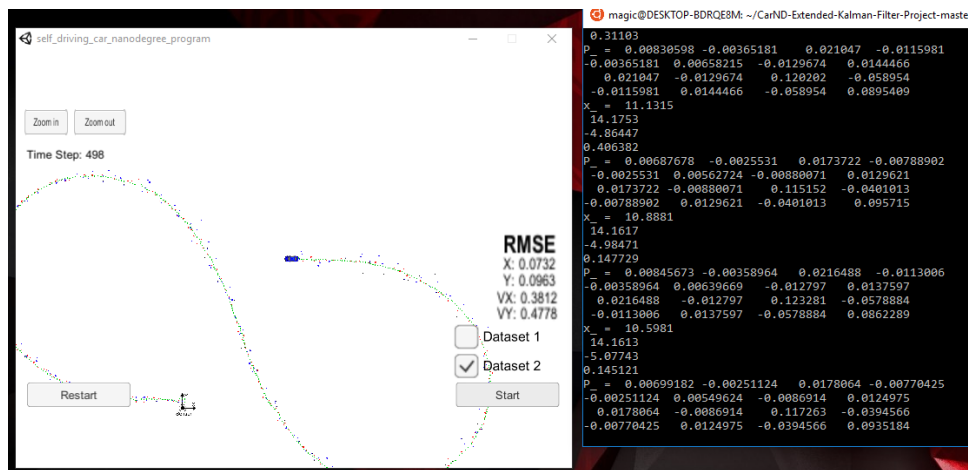 self_driving_car_nanodegree_program
Zoom in
Zoom out
Time Step: 498
RMSE
X: 0.0732
Y: 0.0963
VX: 0.3812
VY: 0.4778
Dataset 1
Dataset 2
Restart
Start
magic@DESKTOP-BDRQE8M: ~/CarND-Extended-Kalman-Filter-Project-maste
0.31103
P_ = 0.00830598 -0.00365181 0.021047 -0.0115981
-0.00365181 0.00658215 -0.0129674 0.0144466
0.021047 -0.0129674 0.120202 -0.058954
-0.0115981 0.0144466 -0.058954 0.0895409
x_ = 11.1315
14.1753
-4.86447
0.406382
P_ = 0.00687678 -0.0025531 0.0173722 -0.00788902
-0.0025531 0.00562724 -0.00880071 0.0129621
0.0173722 -0.00880071 0.115152 -0.0401013
-0.00788902 0.0129621 -0.0401013 0.095715
x_ = 10.8881
14.1617
-4.98471
0.147729
P_ = 0.00845673 -0.00358964 0.0216488 -0.0113006
-0.00358964 0.00639669 -0.012797 0.0137597
0.0216488 -0.012797 0.123281 -0.0578884
-0.0113006 0.0137597 -0.0578884 0.0862289
x_ = 10.5981
14.1613
-5.07743
0.145121
P_ = 0.00699182 -0.00251124 0.0178064 -0.00770425
-0.00251124 0.00549624 -0.0086914 0.0124975
0.0178064 -0.0086914 0.117263 -0.0394566
-0.00770425 0.0124975 -0.0394566 0.0935184